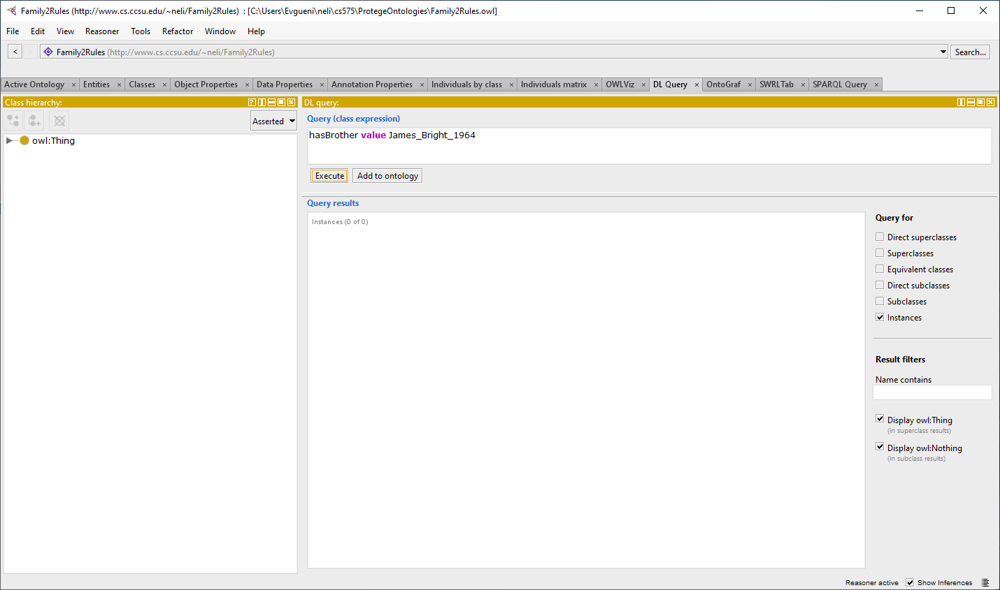 Family2Rules (http://www.cs.ccsu.edu/~neli/Family2Rules) : [C:\Users\Evgueni\neli\cs575\ProtegeOntologies\Family2Rules.owl]
File Edit View Reasoner Tools Refactor Window Help
< > Family2Rules (http://www.cs.ccsu.edu/~neli/Family2Rules) Search...
Active Ontology × Entities × Classes × Object Properties × Data Properties × Annotation Properties × Individuals by class × Individuals matrix × OWLViz × DL Query × OntoGraf × SWRLTab × SPARQL Query ×
Class hierarchy:
Asserted
owl:Thing
DL query:
Query (class expression)
hasBrother value James_Bright_1964
Execute Add to ontology
Query results
Instances (0 of 0)
Query for
Direct superclasses
Superclasses
Equivalent classes
Direct subclasses
Subclasses
Instances
Result filters
Name contains
Display owl:Thing
(in superclass results)
Display owl:Nothing
(in subclass results)
Reasoner active Show Inferences